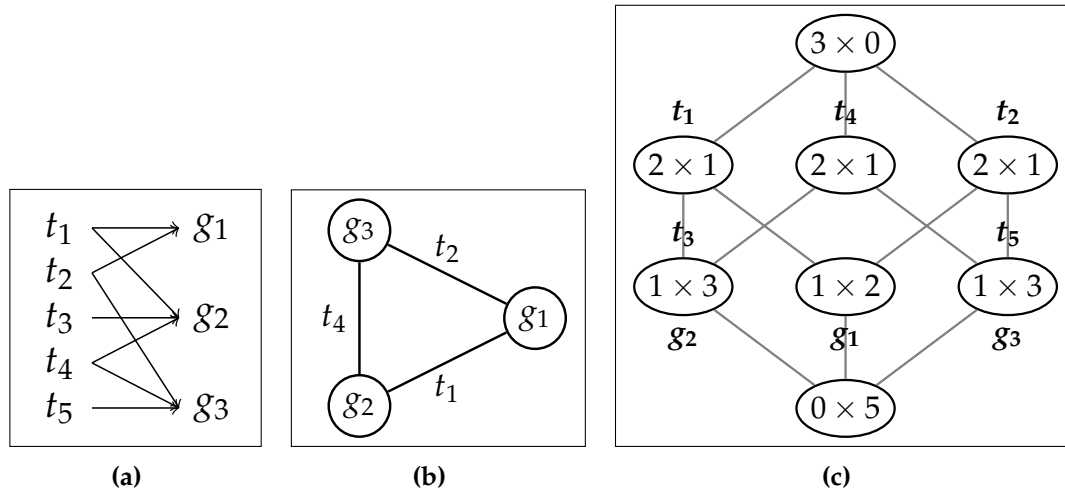 t₁ g₁
t₂
t₃ g₂
t₄
t₅ g₃
(a)
g₃
t₂
t₄
g₁
g₂
t₁
(b)
3 × 0
t₁ t₄ t₂
2 × 1 2 × 1 2 × 1
t₃ t₅
1 × 3 1 × 2 1 × 3
g₂ g₁ g₃
0 × 5
(c)